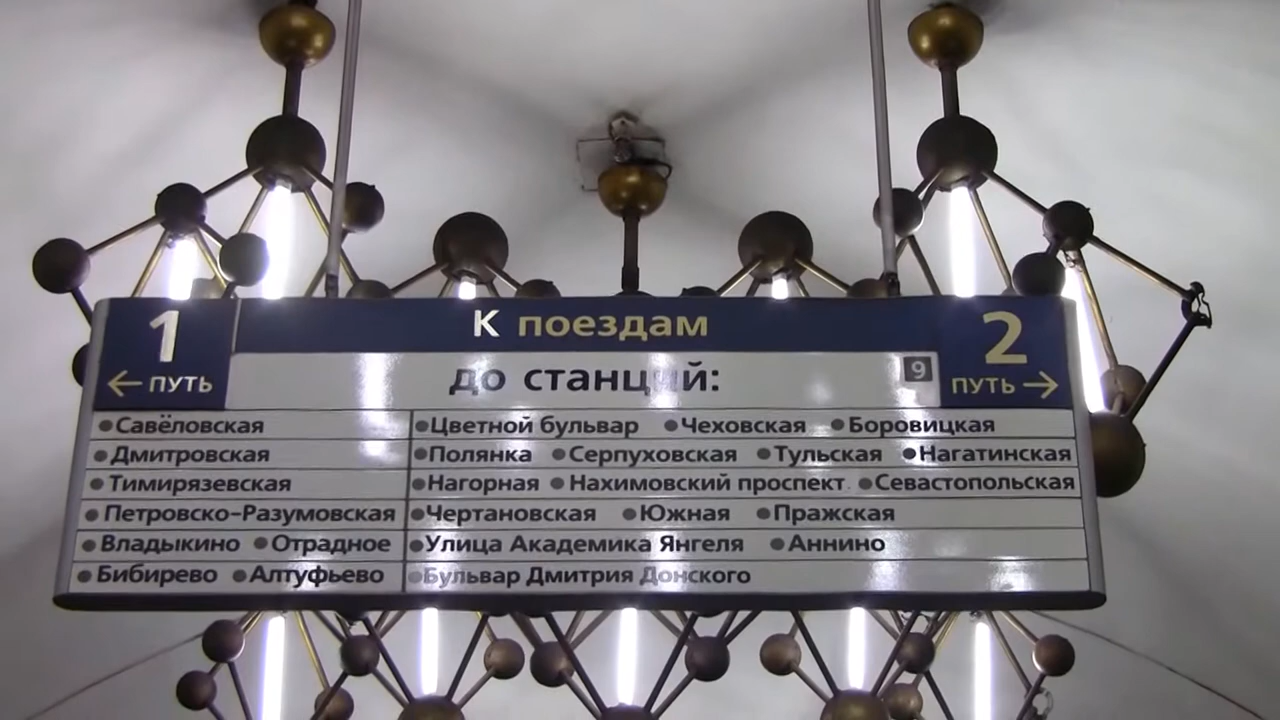 К поездам
1
← ПУТЬ
до станций:
9
2
ПУТЬ →
●Савёловская
●Дмитровская
●Тимирязевская
●Петровско-Разумовская
●Владыкино ●Отрадное
●Бибирево ●Алтуфьево
●Цветной бульвар ●Чеховская ●Боровицкая
●Полянка ●Серпуховская ●Тульская ●Нагатинская
●Нагорная ●Нахимовский проспект ●Севастопольская
●Чертановская ●Южная ●Пражская
●Улица Академика Янгеля ●Аннино
●Бульвар Дмитрия Донского